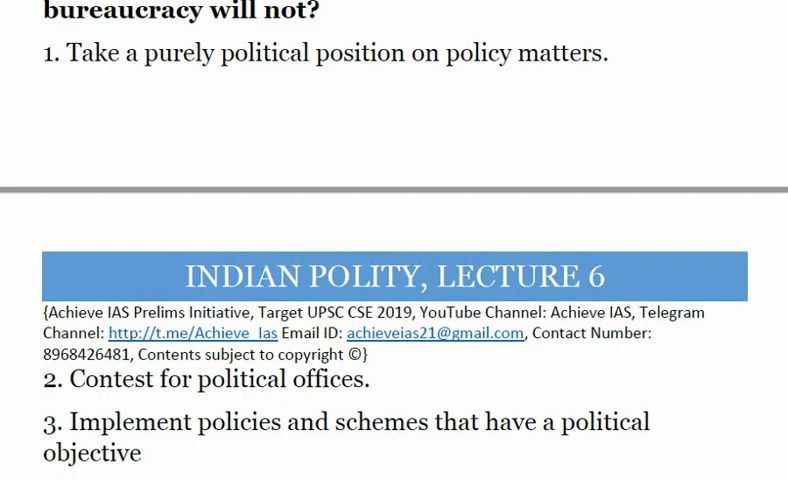 bureaucracy will not?
1. Take a purely political position on policy matters.
INDIAN POLITY, LECTURE 6
{Achieve IAS Prelims Initiative, Target UPSC CSE 2019, YouTube Channel: Achieve IAS, Telegram
Channel: http://t.me/Achieve_Ias Email ID: achieveias21@gmail.com, Contact Number:
8968426481, Contents subject to copyright ©}
2. Contest for political offices.
3. Implement policies and schemes that have a political
objective